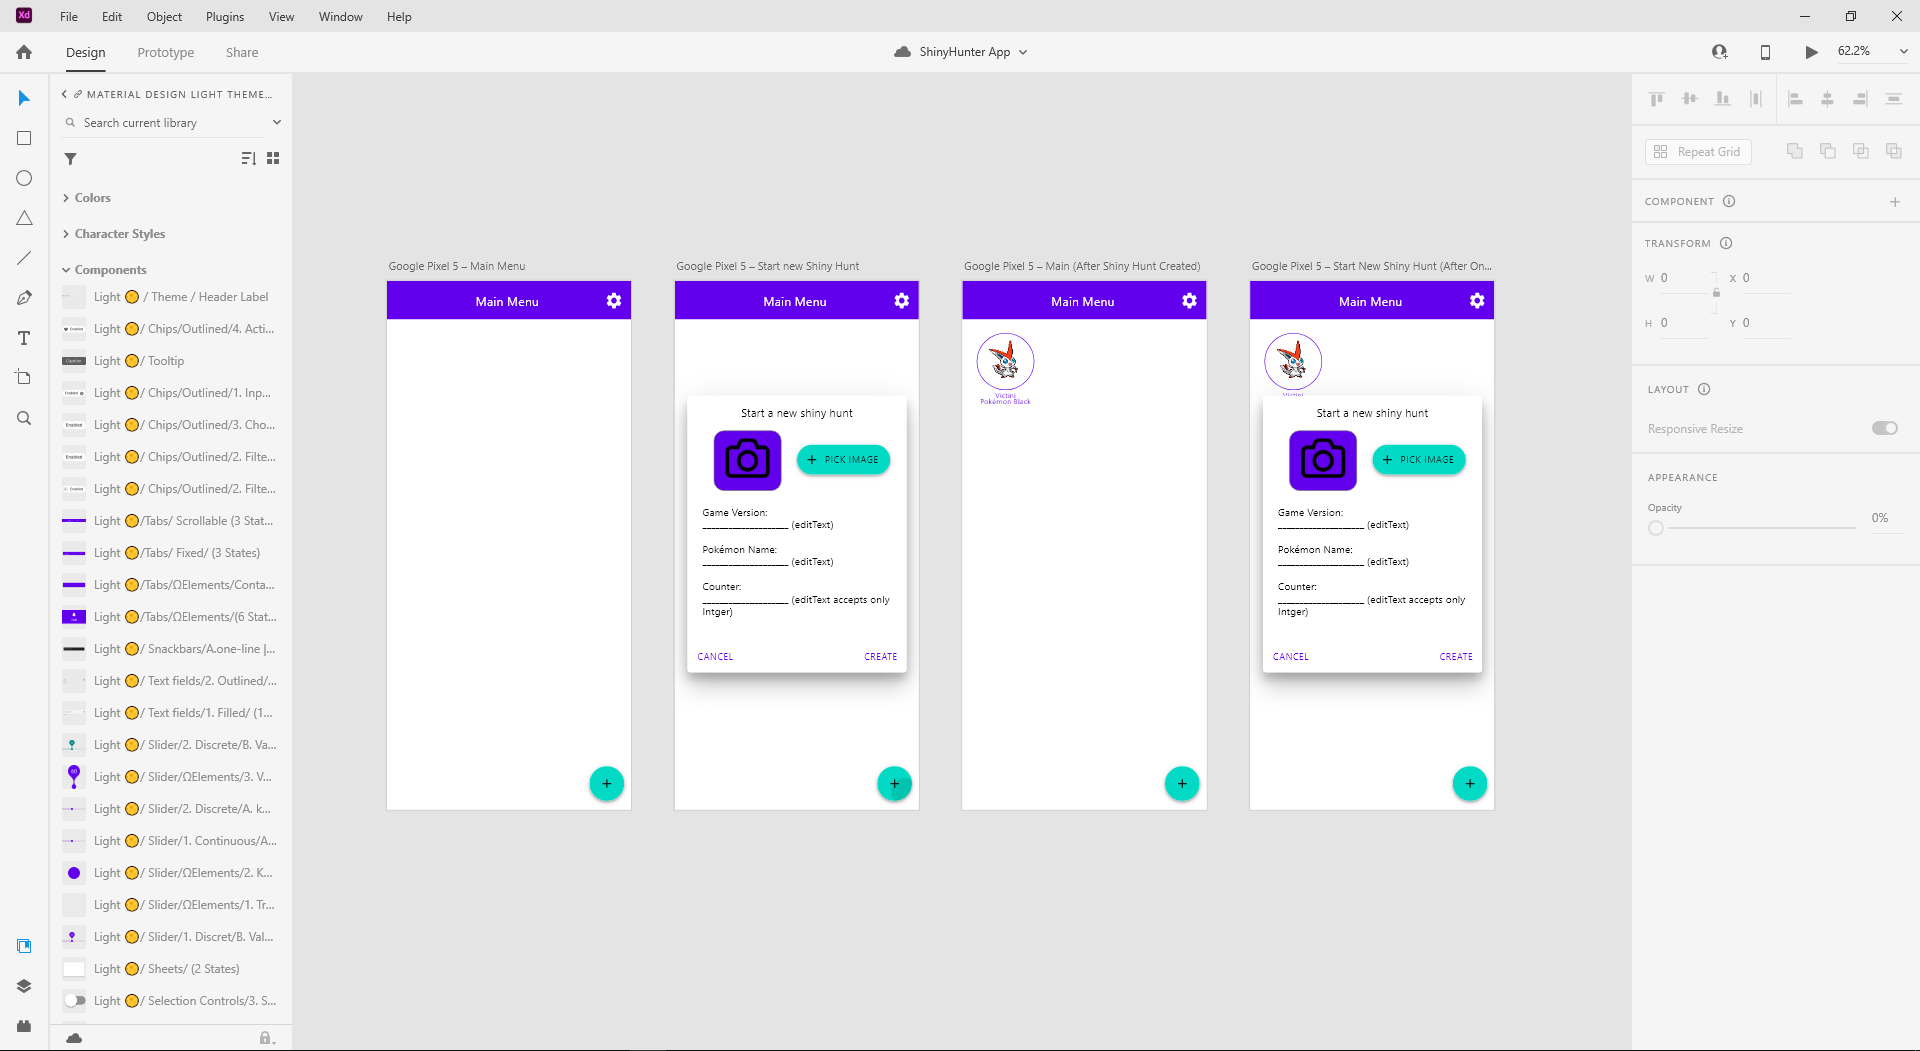 Xd File Edit Object Plugins View Window Help
Design Prototype Share
ShinyHunter App
62.2%
MATERIAL DESIGN LIGHT THEME...
Search current library
Colors
Character Styles
Components
Light / Theme / Header Label
Light / Chips/Outlined/4. Acti...
Light / Tooltip
Light / Chips/Outlined/1. Inp...
Light / Chips/Outlined/3. Cho...
Light / Chips/Outlined/2. Filte...
Light / Chips/Outlined/2. Filte...
Light /Tabs/ Scrollable (3 Stat...
Light /Tabs/ Fixed/ (3 States)
Light /Tabs/ΩElements/Conta...
Light /Tabs/ΩElements/(6 Stat...
Light / Snackbars/A.one-line |...
Light / Text fields/2. Outlined/...
Light / Text fields/1. Filled/ (1...
Light / Slider/2. Discrete/B. Va...
Light / Slider/ΩElements/3. V...
Light / Slider/2. Discrete/A. k...
Light / Slider/1. Continuous/A...
Light / Slider/ΩElements/2. K...
Light / Slider/ΩElements/1. Tr...
Light / Slider/1. Discret/B. Val...
Light / Sheets/ (2 States)
Light / Selection Controls/3. S...
Google Pixel 5 – Main Menu
Main Menu
+
Google Pixel 5 – Start new Shiny Hunt
Main Menu
Start a new shiny hunt
+ PICK IMAGE
Game Version:
____________________ (editText)
Pokémon Name:
____________________ (editText)
Counter:
____________________ (editText accepts only
Intger)
CANCEL CREATE
+
Google Pixel 5 – Main (After Shiny Hunt Created)
Main Menu
Victini
Pokémon Black
+
Google Pixel 5 – Start New Shiny Hunt (After On...
Main Menu
Victini
Start a new shiny hunt
+ PICK IMAGE
Game Version:
____________________ (editText)
Pokémon Name:
____________________ (editText)
Counter:
____________________ (editText accepts only
Intger)
CANCEL CREATE
+
Repeat Grid
COMPONENT
TRANSFORM
W 0 X 0
H 0 Y 0
LAYOUT
Responsive Resize
APPEARANCE
Opacity
0%